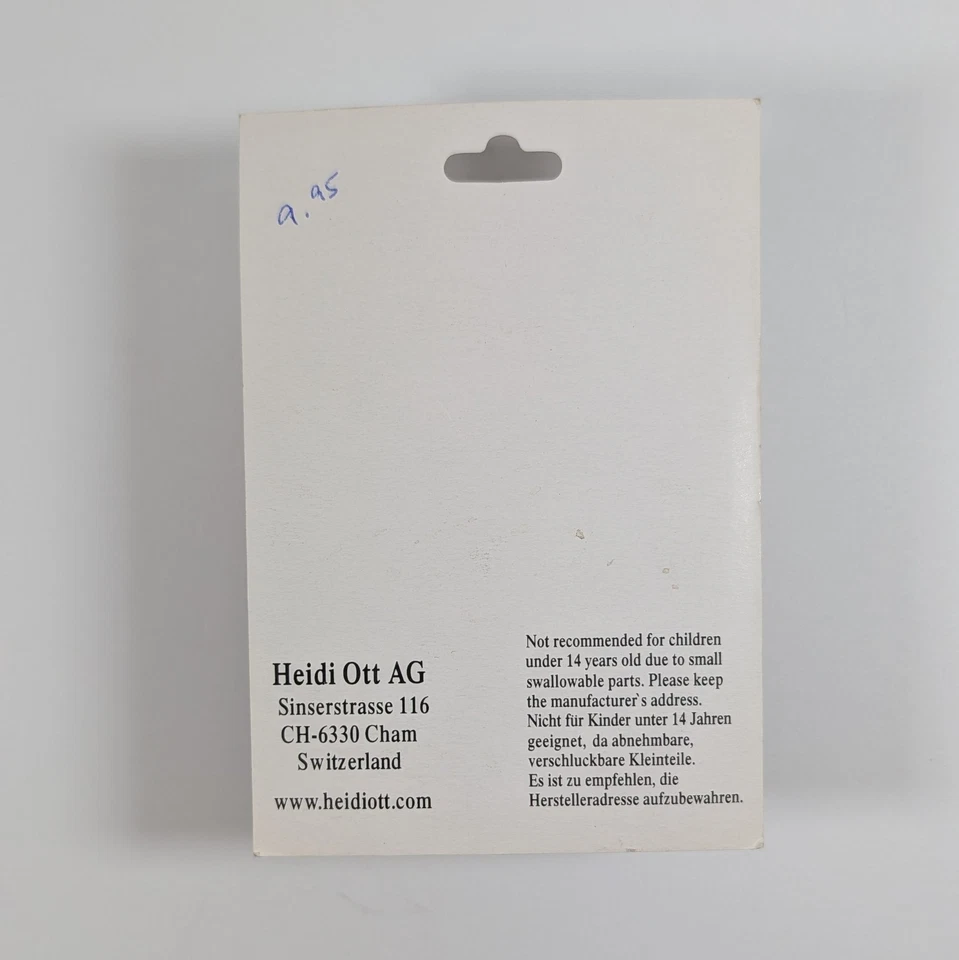 9.95
Heidi Ott AG
Sinserstrasse 116
CH-6330 Cham
Switzerland
www.heidiott.com
Not recommended for children
under 14 years old due to small
swallowable parts. Please keep
the manufacturer`s address.
Nicht für Kinder unter 14 Jahren
geeignet, da abnehmbare,
verschluckbare Kleinteile.
Es ist zu empfehlen, die
Herstelleradresse aufzubewahren.